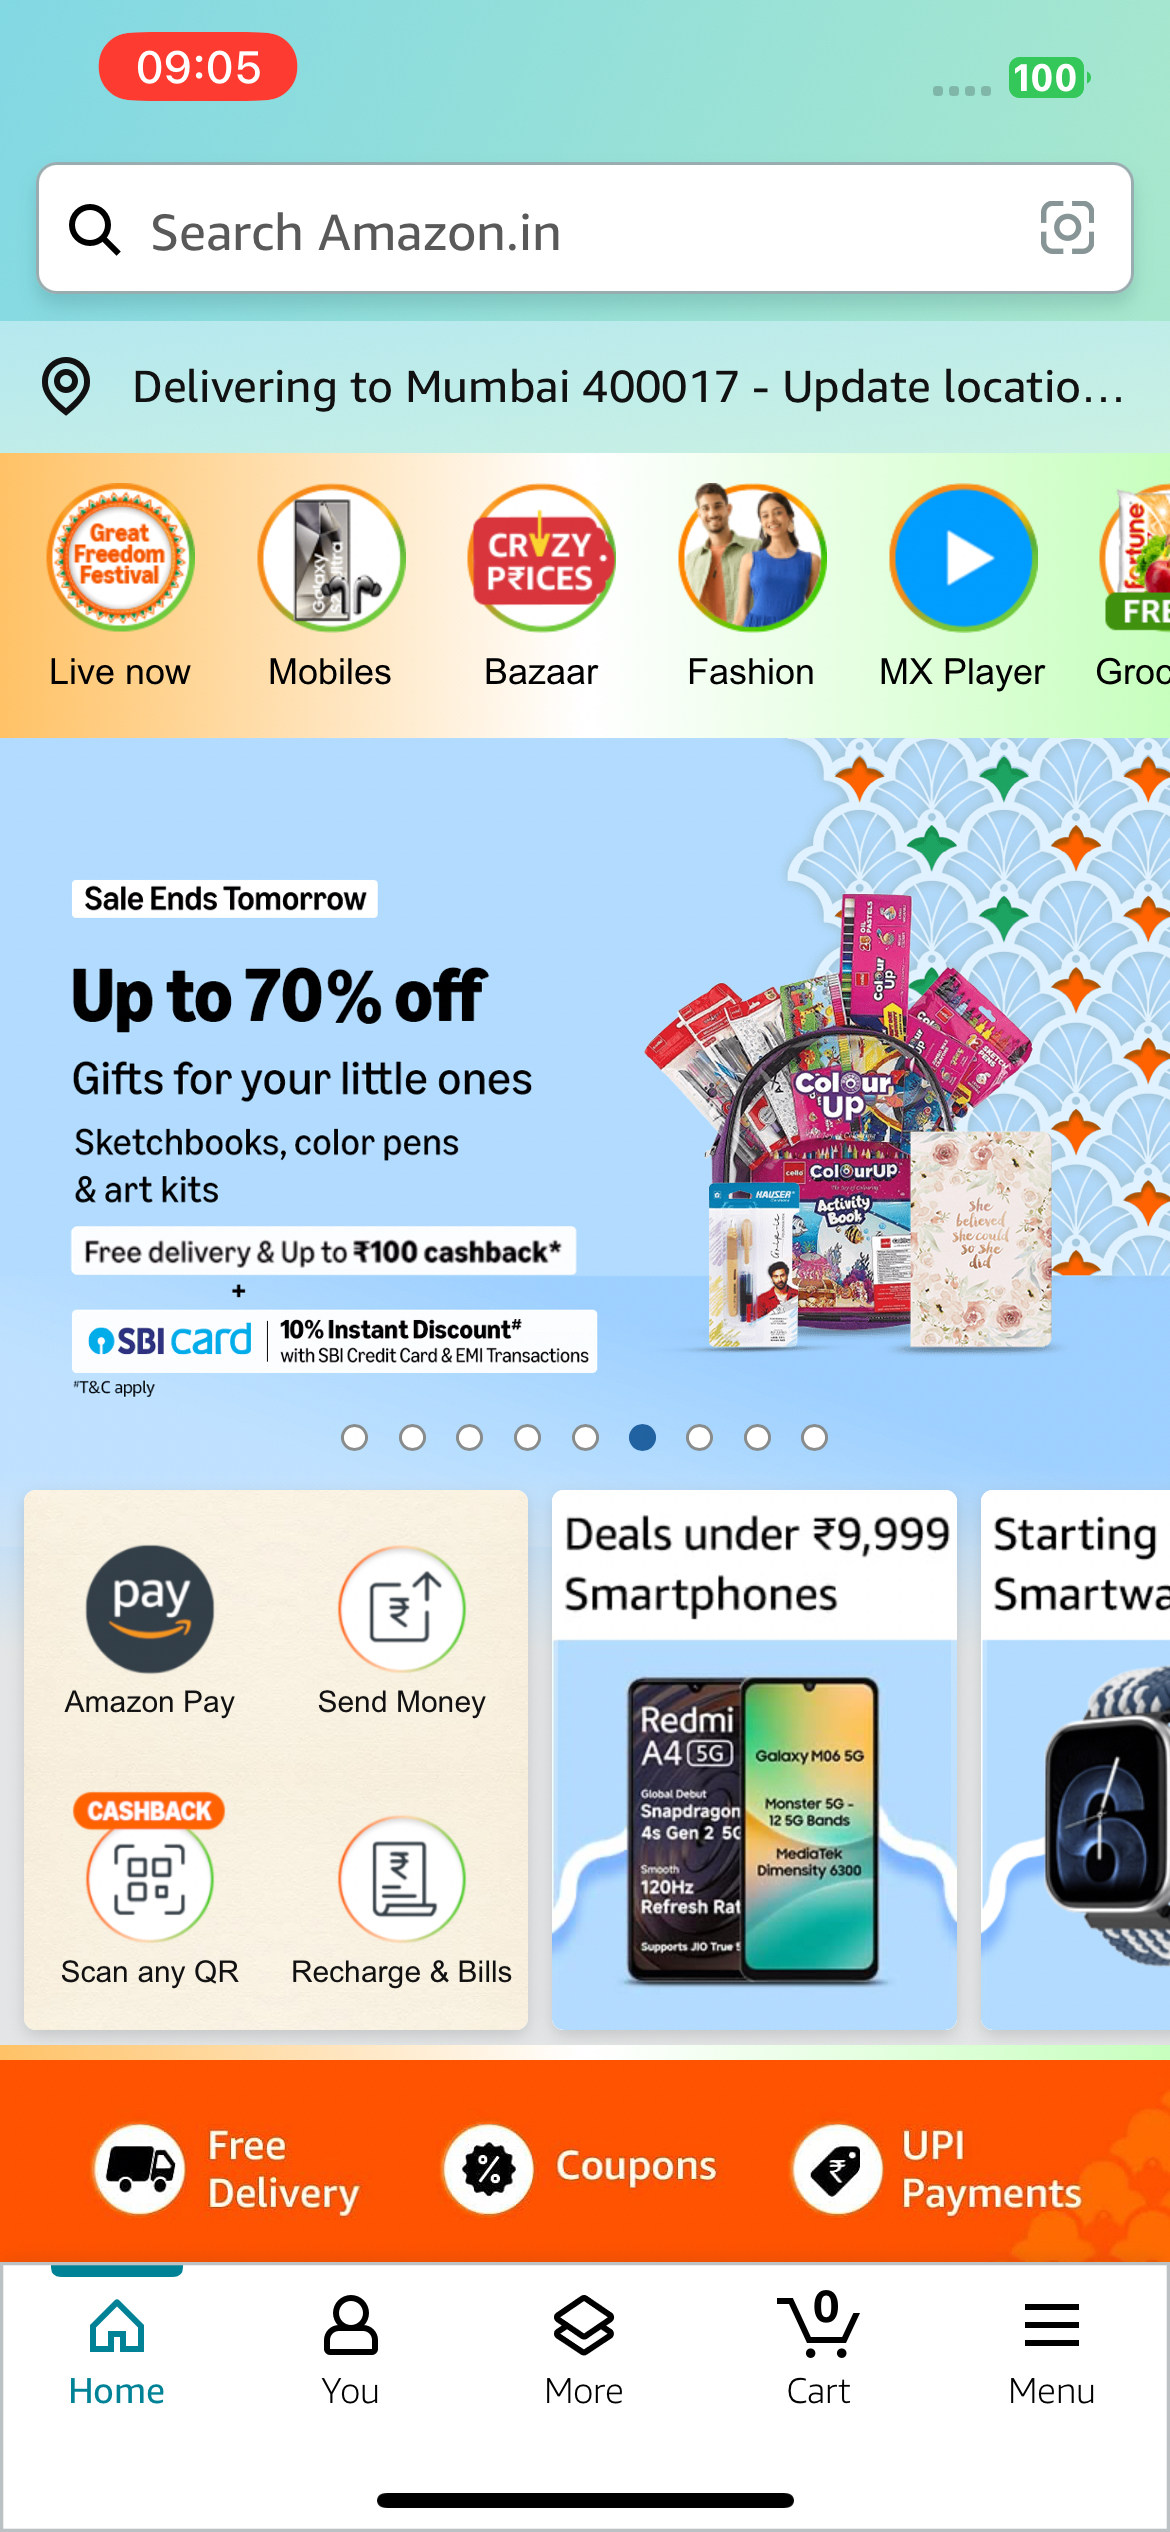 09:05
100
Search Amazon.in
Delivering to Mumbai 400017 - Update locatio...
Great
Freedom
Festival
Galaxy
CRAZY
PRICES
fortune
FRE
Live now
Mobiles
Bazaar
Fashion
MX Player
Groc
Sale Ends Tomorrow
Up to 70% off
Gifts for your little ones
Sketchbooks, color pens
& art kits
Free delivery & Up to ₹100 cashback*
+
SBI card
10% Instant Discount#
with SBI Credit Card & EMI Transactions
#T&C apply
Colour
Up
Colour
UP
cello ColourUP
Activity
Book
HAUSER
she
believed
she could
so she
did
pay
Amazon Pay
Send Money
CASHBACK
Scan any QR
Recharge & Bills
Deals under ₹9,999
Smartphones
Redmi
A4 5G
Global Debut
Snapdragon
4s Gen 2 5G
Smooth
120Hz
Refresh Rat
Supports JIO True 5
Galaxy M06 5G
Monster 5G -
12 5G Bands
MediaTek
Dimensity 6300
Starting
Smartwa
6
Free
Delivery
Coupons
UPI
Payments
0
Home
You
More
Cart
Menu